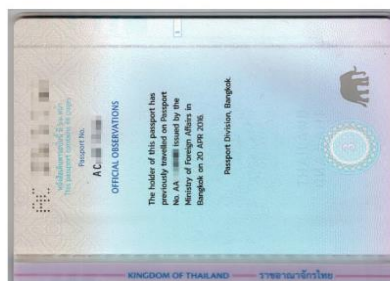 This passport contains 66 pages
Passport No.
OFFICIAL OBSERVATIONS
The holder of this passport has
previously travelled on Passport
No. AA issued by the
Ministry of Foreign Affairs in
Bangkok on 20 APR 2016.
Passport Division, Bangkok.
KINGDOM OF THAILAND ราชอาณาจักรไทย